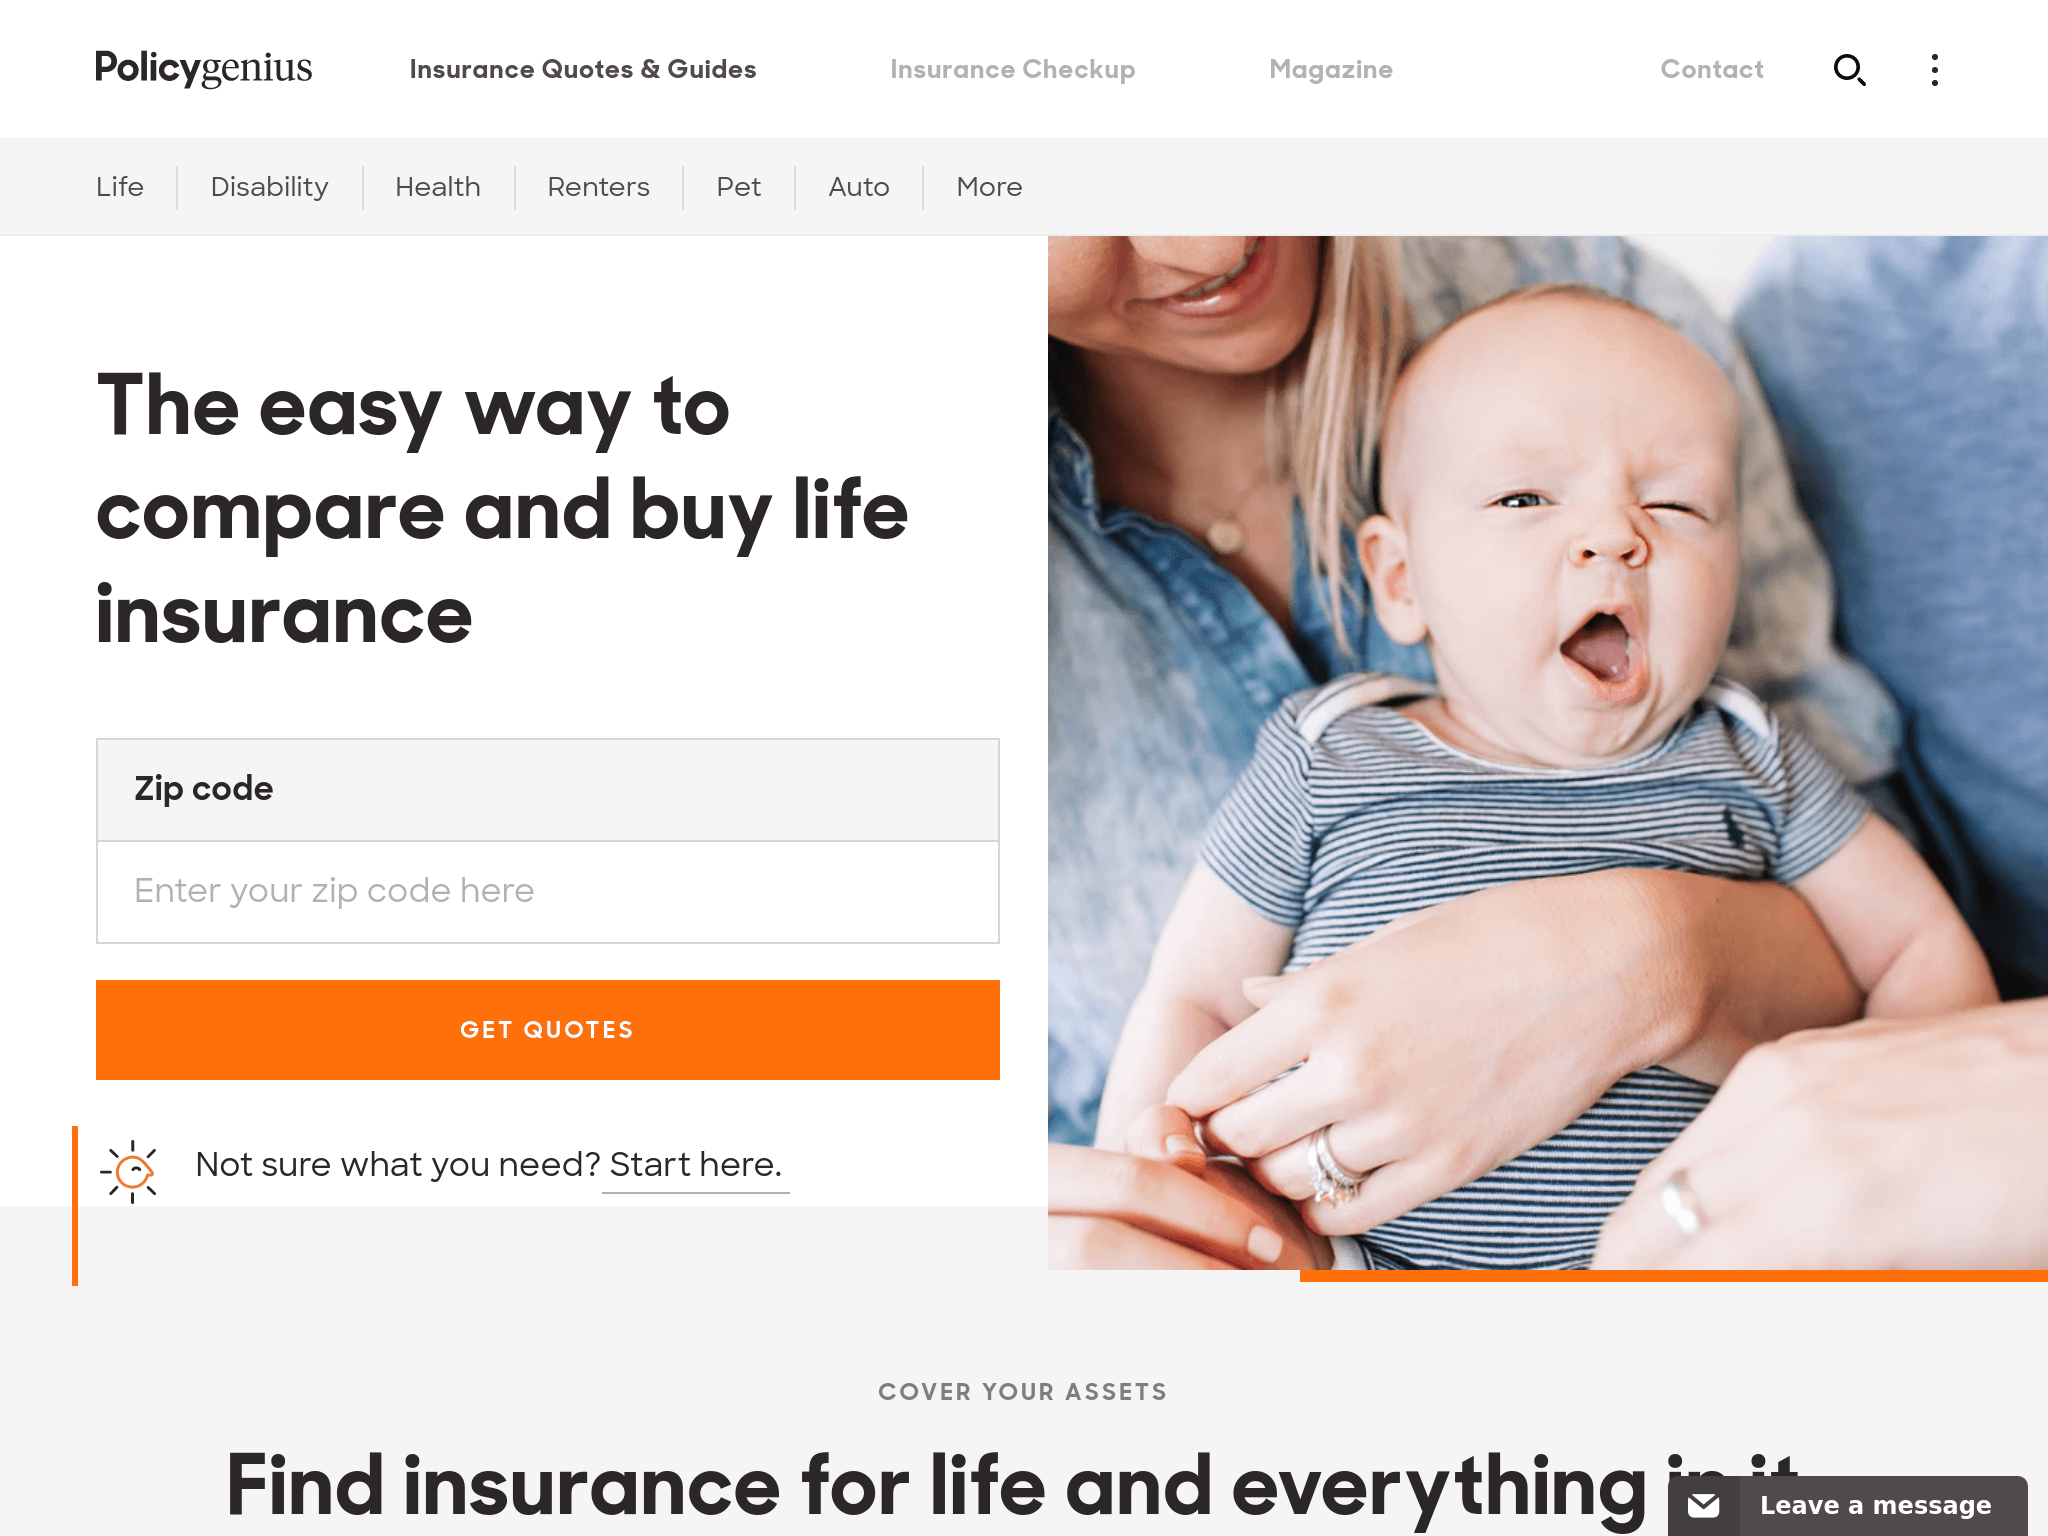 Policygenius
Insurance Quotes & Guides
Insurance Checkup
Magazine
Contact
Life
Disability
Health
Renters
Pet
Auto
More
The easy way to
compare and buy life
insurance
Zip code
Enter your zip code here
GET QUOTES
Not sure what you need? Start here.
COVER YOUR ASSETS
Find insurance for life and everything in it
Leave a message